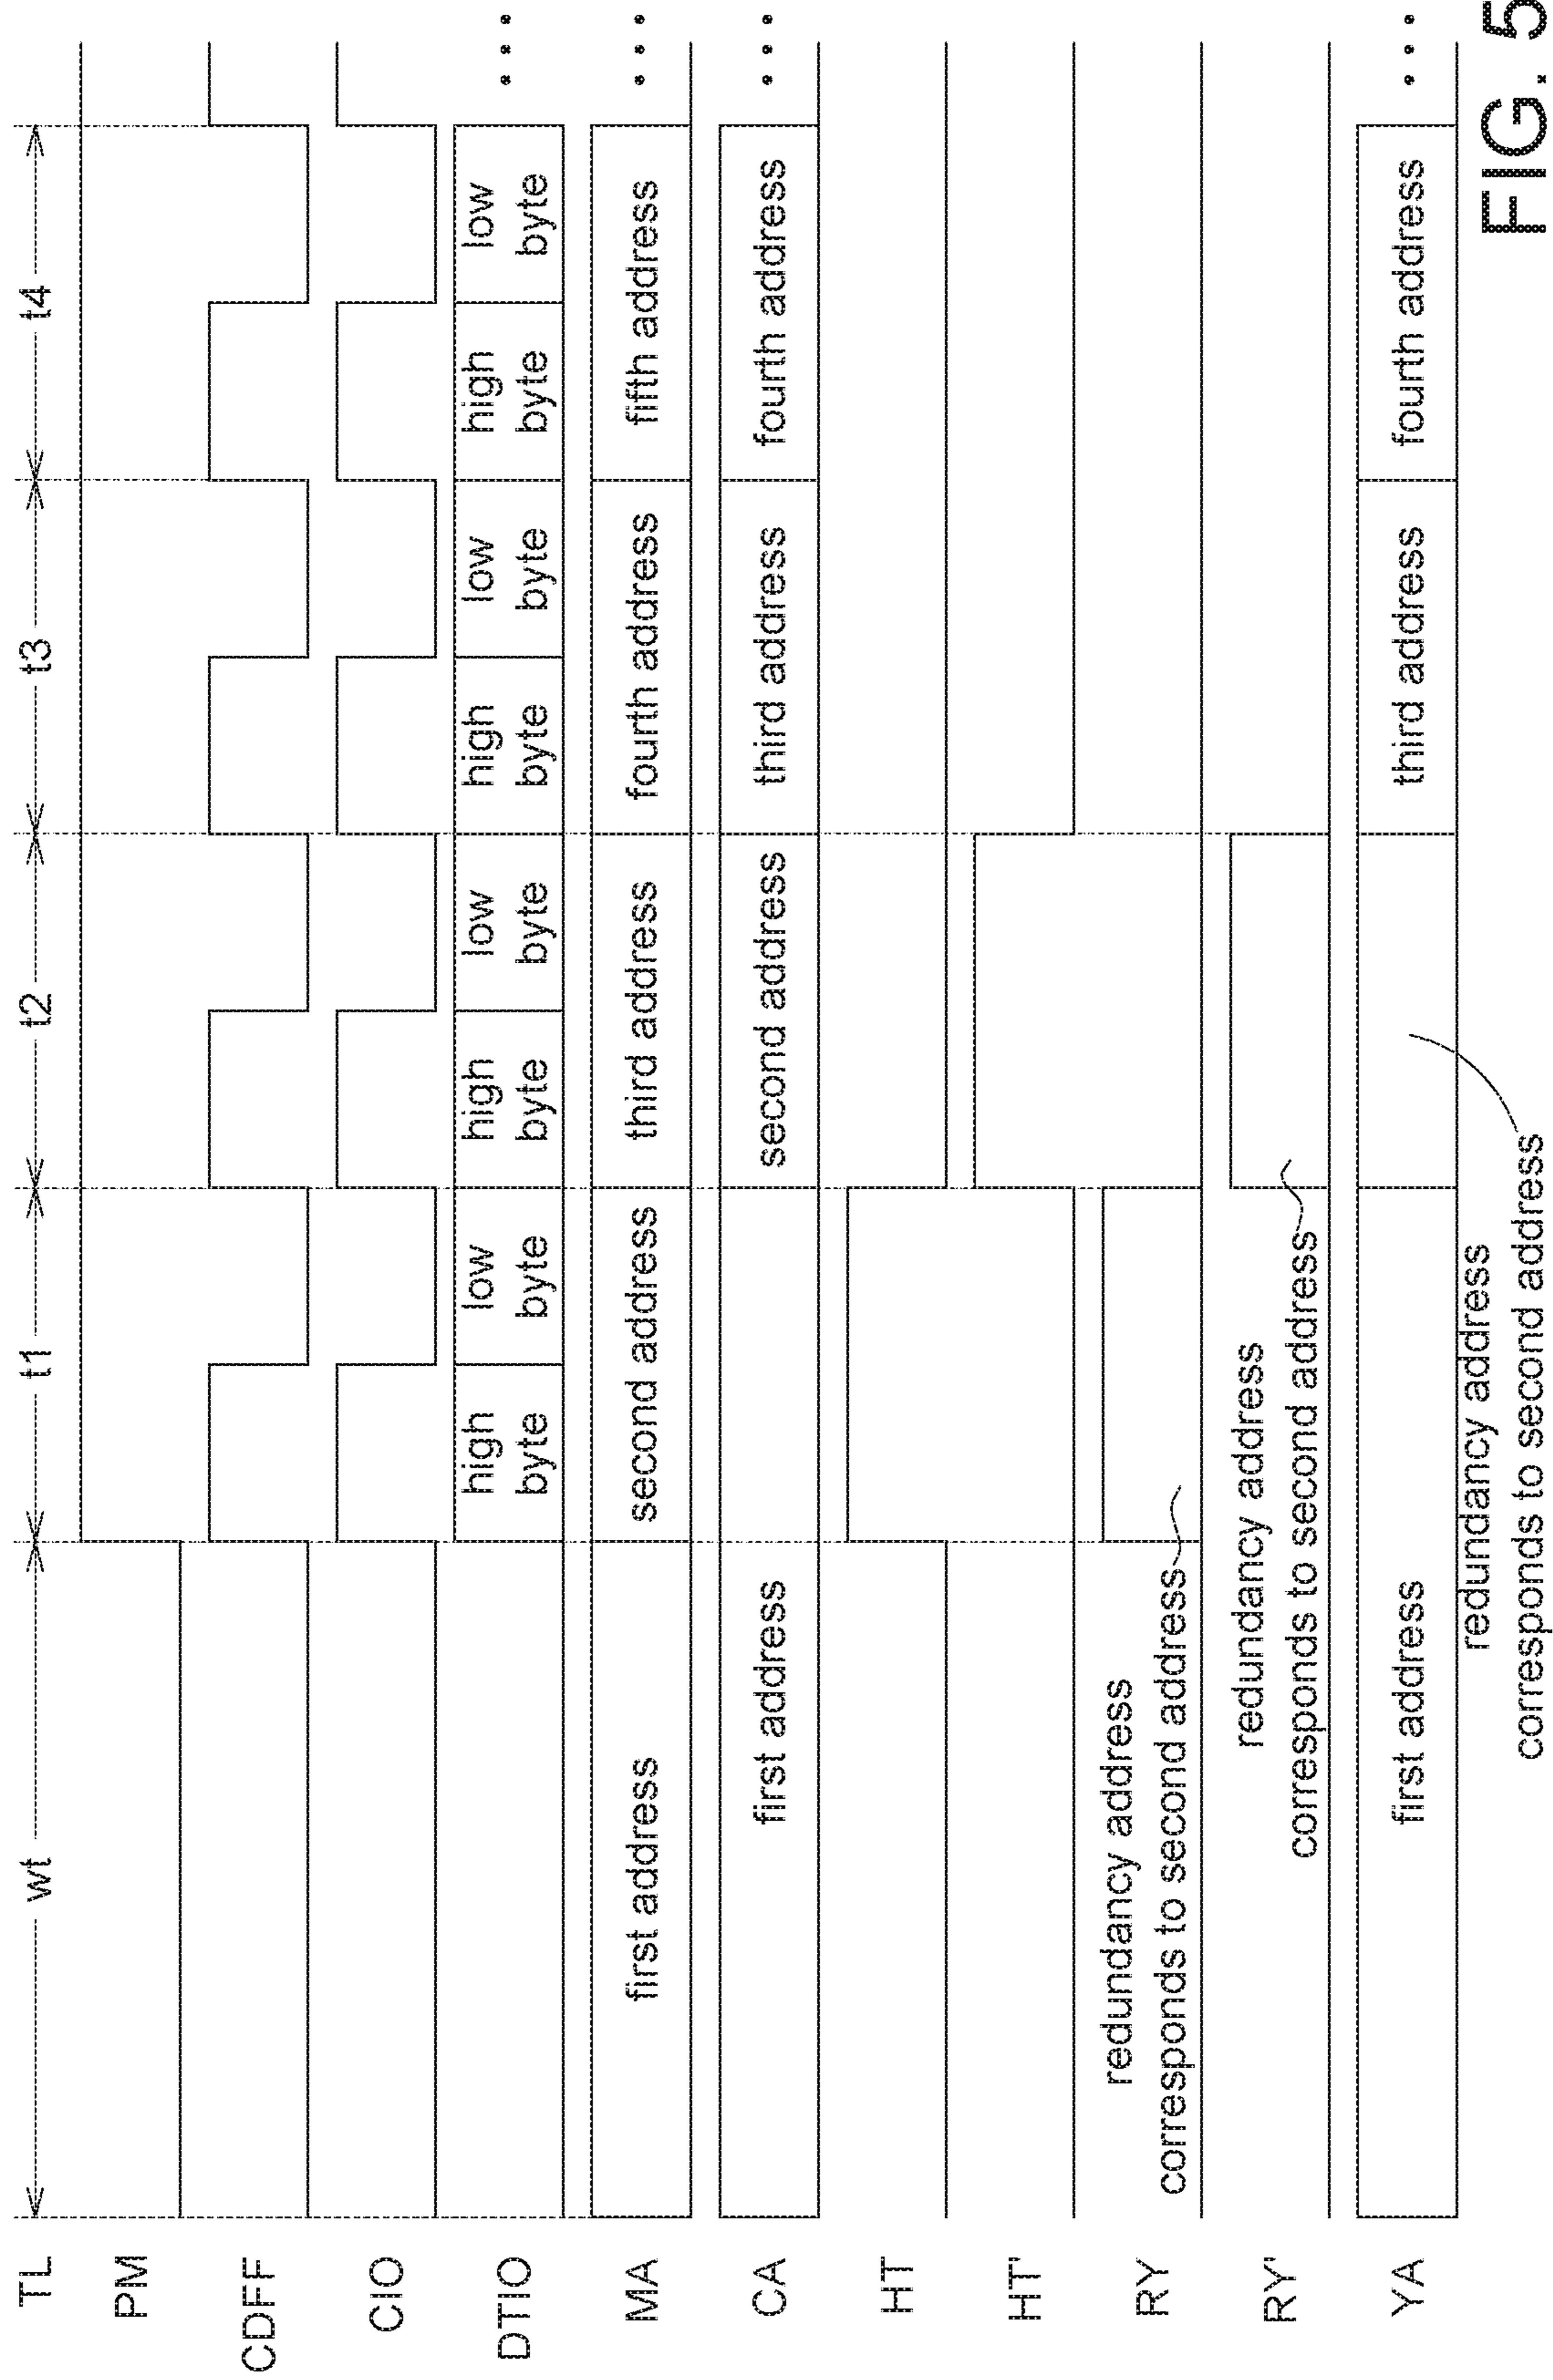 TL
wt
t1
t2
t3
t4
PM
CDFF
CIO
DTIO
high
byte
low
byte
high
byte
low
byte
high
byte
low
byte
high
byte
low
byte
• • •
MA
first address
second address
third address
fourth address
fifth address
• • •
CA
first address
second address
third address
fourth address
• • •
HT
HT'
RY
redundancy address
corresponds to second address
RY'
redundancy address
corresponds to second address
YA
first address
third address
fourth address
• • •
redundancy address
corresponds to second address
FIG. 5